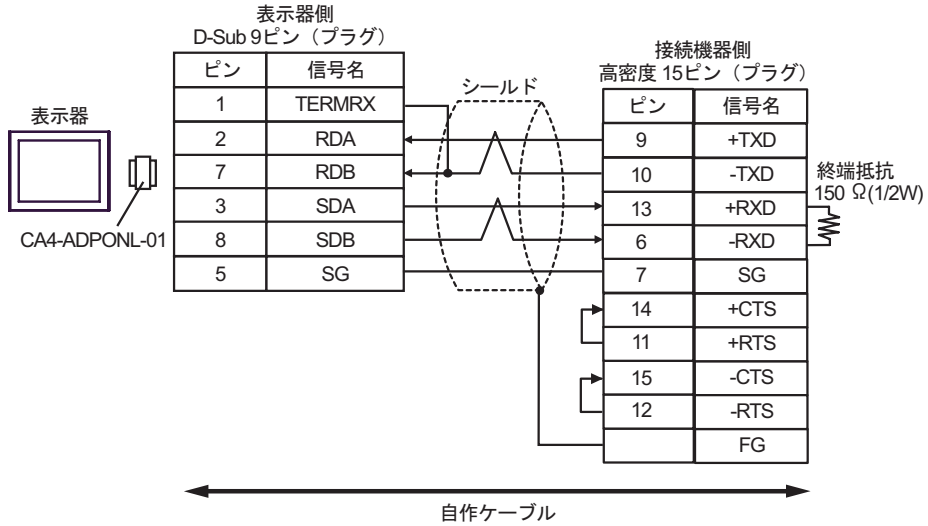 表示器側
D-Sub 9ピン（プラグ）
ピン 信号名
1 TERMRX
2 RDA
7 RDB
3 SDA
8 SDB
5 SG
表示器
CA4-ADPONL-01
シールド
接続機器側
高密度 15ピン（プラグ）
ピン 信号名
9 +TXD
10 -TXD
13 +RXD
6 -RXD
7 SG
14 +CTS
11 +RTS
15 -CTS
12 -RTS
FG
終端抵抗
150 Ω(1/2W)
自作ケーブル